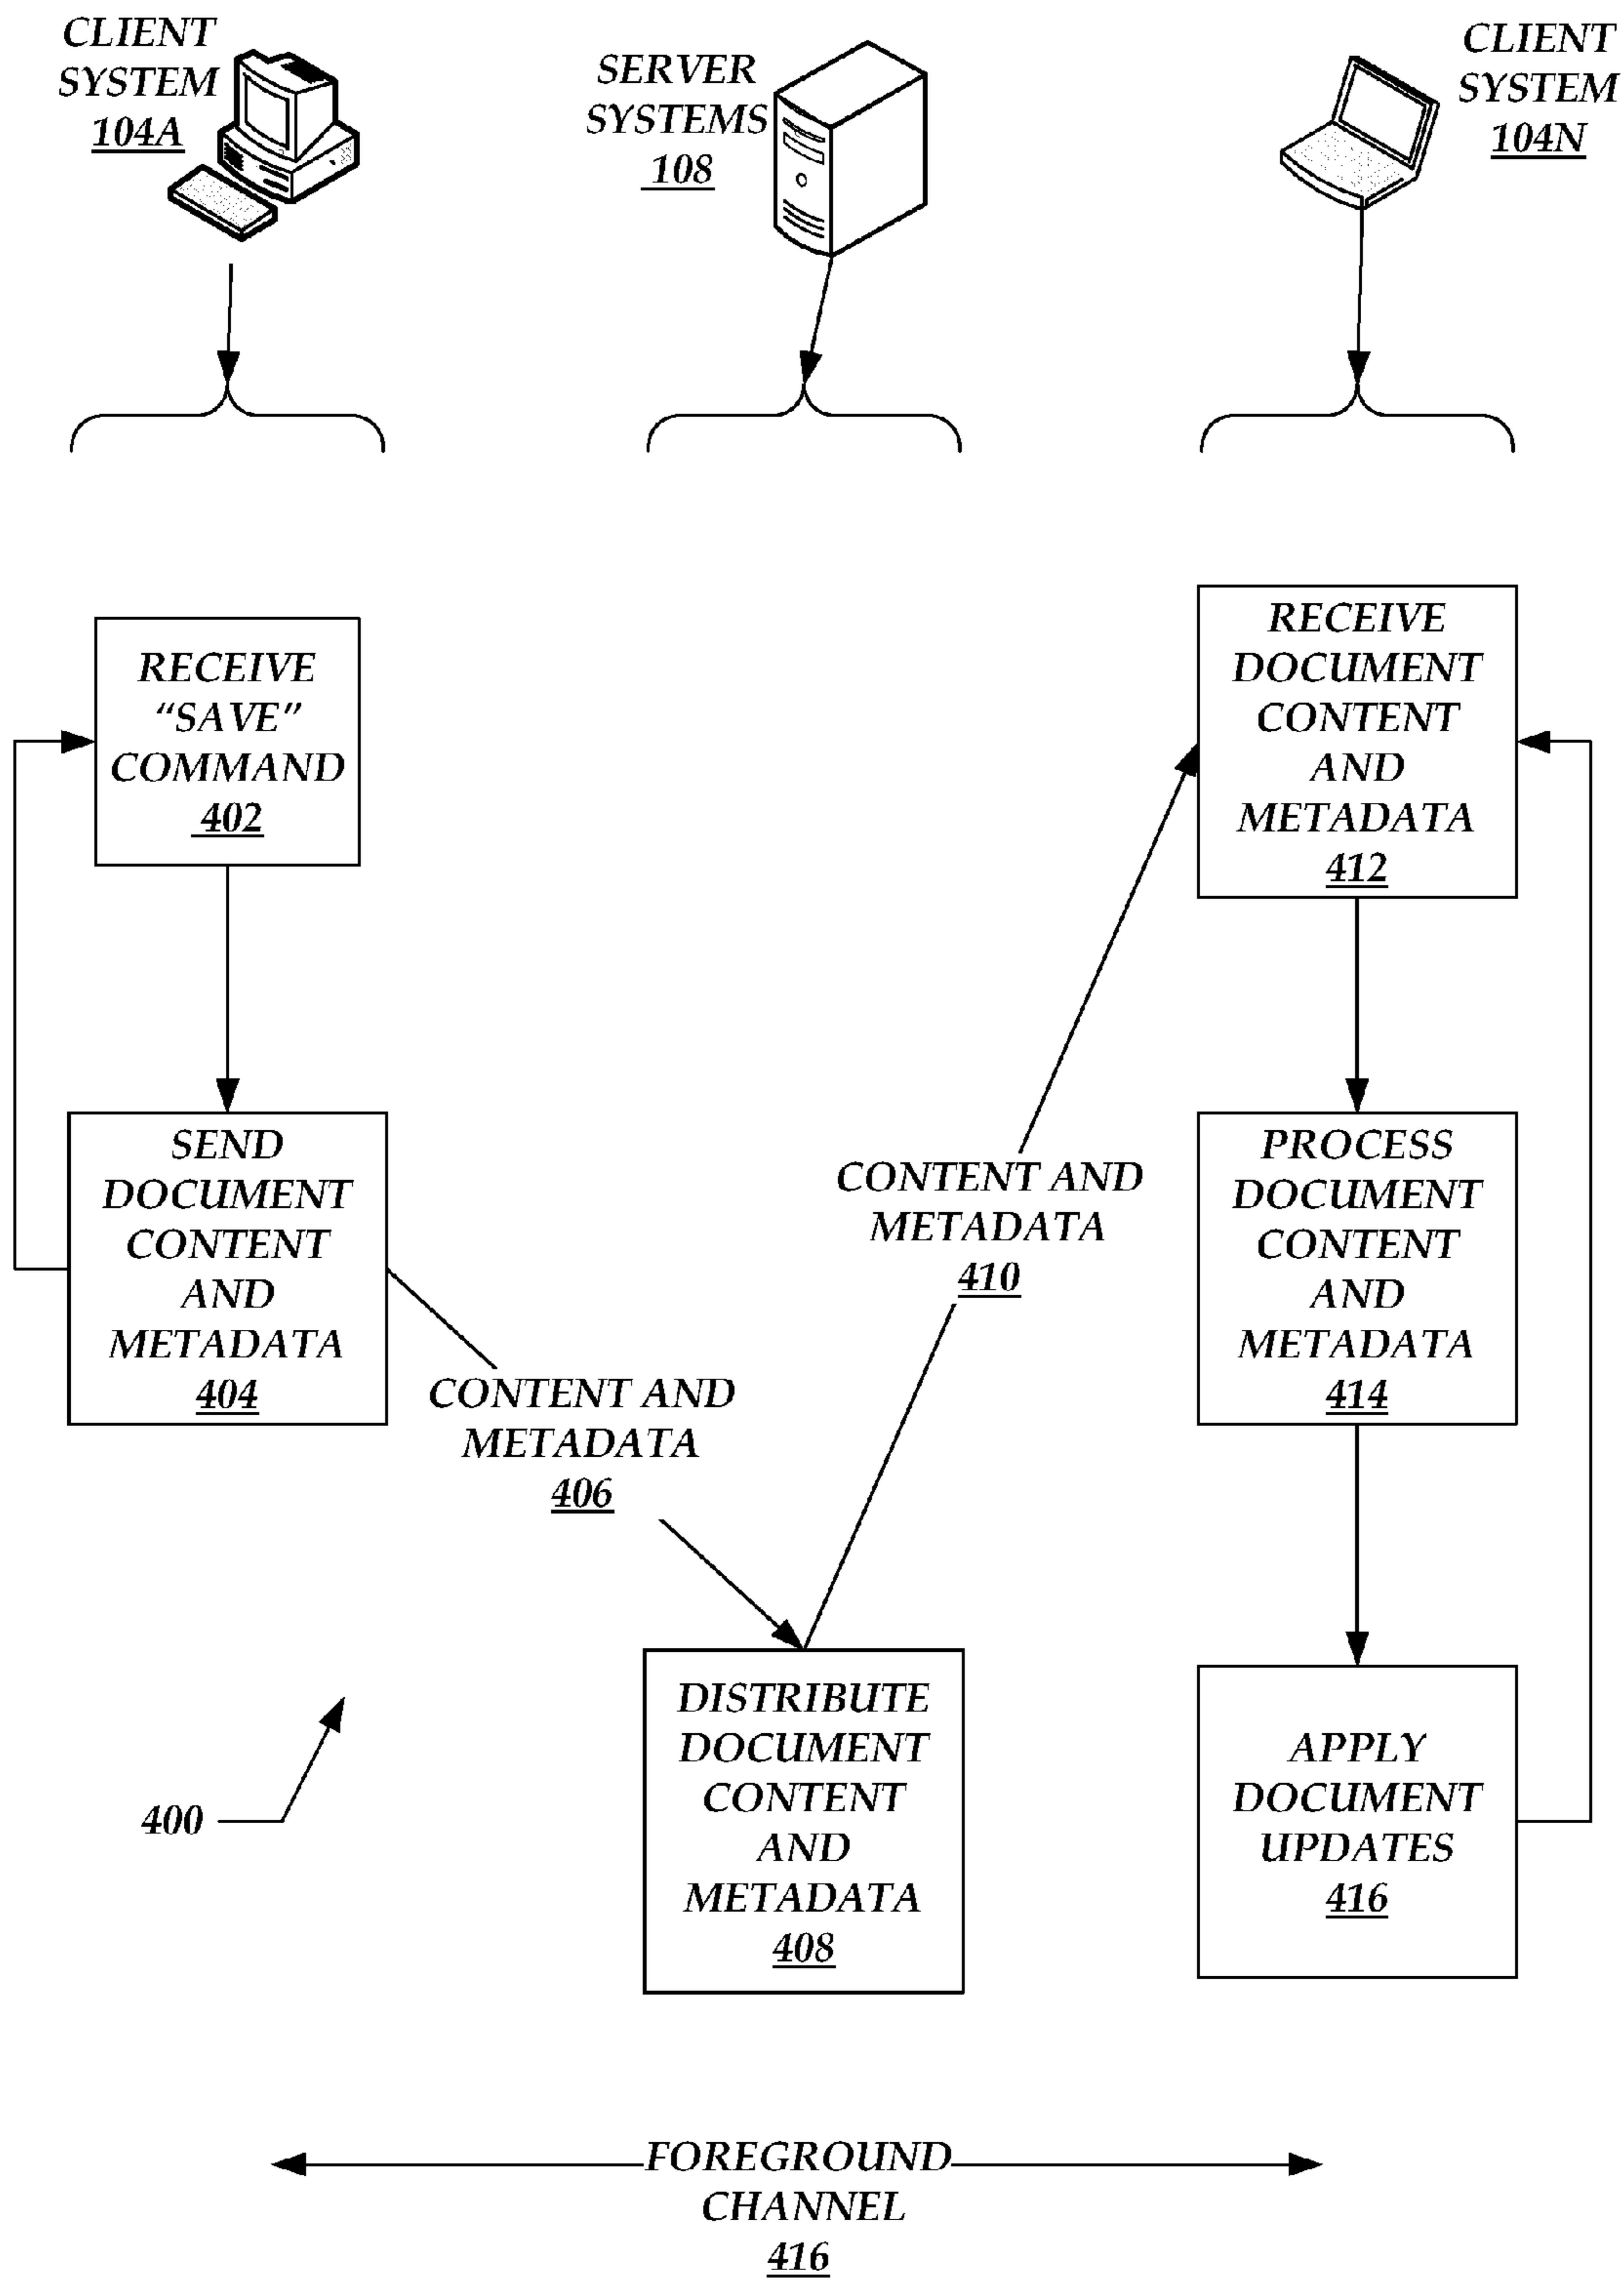 CLIENT
SYSTEM
104A
SERVER
SYSTEMS
108
CLIENT
SYSTEM
104N
RECEIVE
“SAVE”
COMMAND
402
SEND
DOCUMENT
CONTENT
AND
METADATA
404
CONTENT AND
METADATA
406
DISTRIBUTE
DOCUMENT
CONTENT
AND
METADATA
408
CONTENT AND
METADATA
410
RECEIVE
DOCUMENT
CONTENT
AND
METADATA
412
PROCESS
DOCUMENT
CONTENT
AND
METADATA
414
APPLY
DOCUMENT
UPDATES
416
400
FOREGROUND
CHANNEL
416